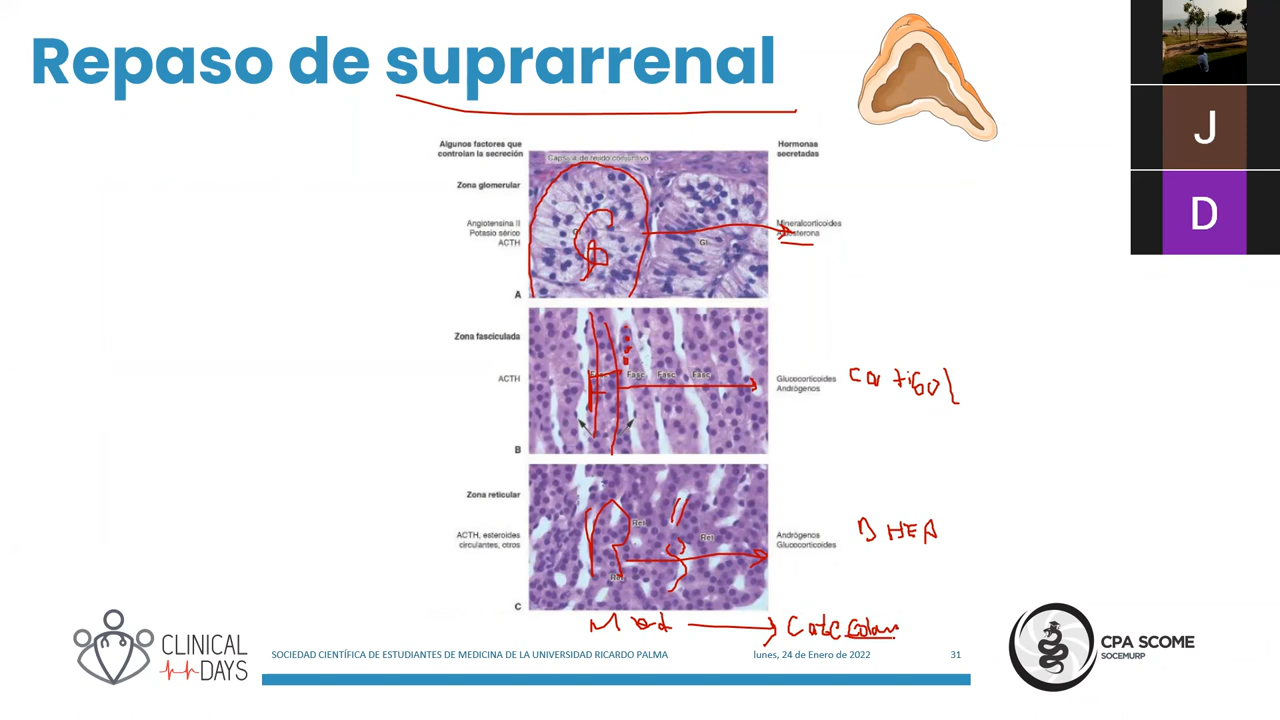 Repaso de suprarrenal
J
D
Algunos factores que
controlan la secreción
Hormonas
secretadas
Cápsula de tejido conjuntivo
Zona glomerular
Angiotensina II
Potasio sérico
ACTH
G
Gl
Mineralcorticoides
A
Zona fasciculada
ACTH
Fasc
Fasc
Fasc
Fasc
Glucocorticoides
Andrógenos
cortisol
B
Zona reticular
ACTH, esteroides
circulantes, otros
R
Ret
Ret
Ret
Andrógenos
Glucocorticoides
DHEA
C
Med
CLINICAL
DAYS
SOCIEDAD CIENTÍFICA DE ESTUDIANTES DE MEDICINA DE LA UNIVERSIDAD RICARDO PALMA
lunes, 24 de Enero de 2022
31
CPA SCOME
SOCEMURP